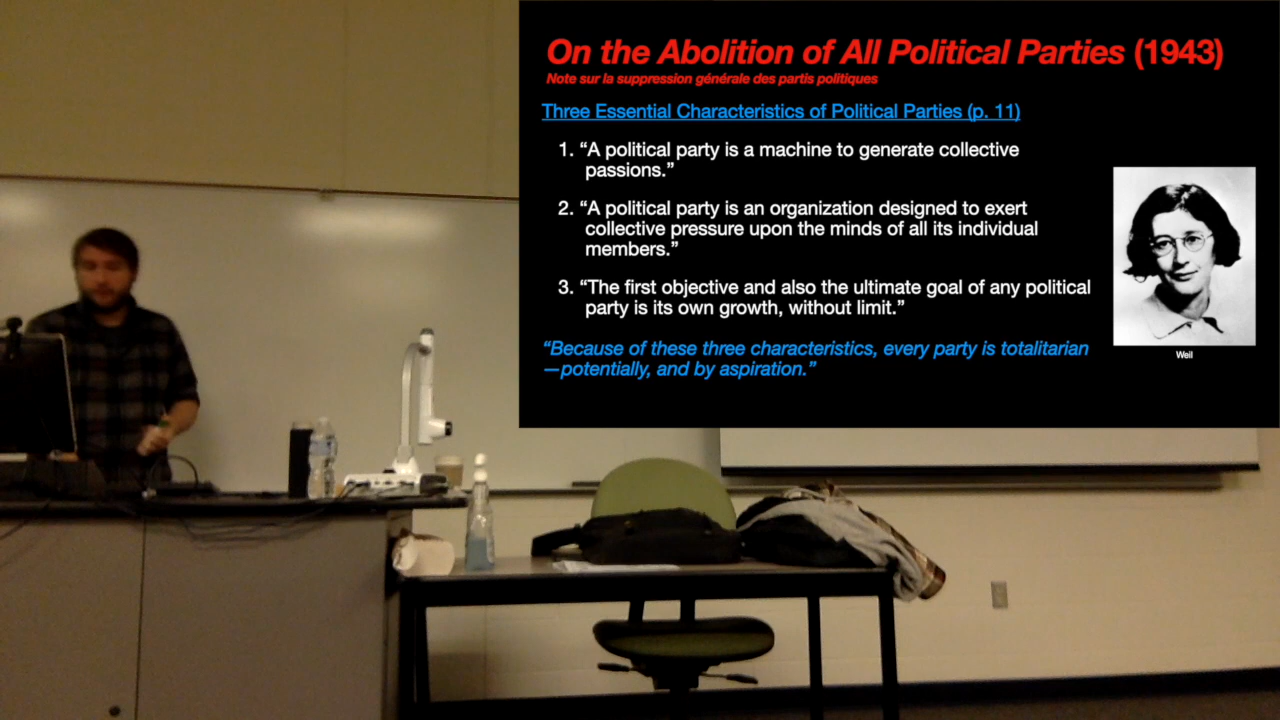 On the Abolition of All Political Parties (1943)
Note sur la suppression générale des partis politiques
Three Essential Characteristics of Political Parties (p. 11)
1. “A political party is a machine to generate collective
passions.”
2. “A political party is an organization designed to exert
collective pressure upon the minds of all its individual
members.”
3. “The first objective and also the ultimate goal of any political
party is its own growth, without limit.”
“Because of these three characteristics, every party is totalitarian
—potentially, and by aspiration.”
Weil